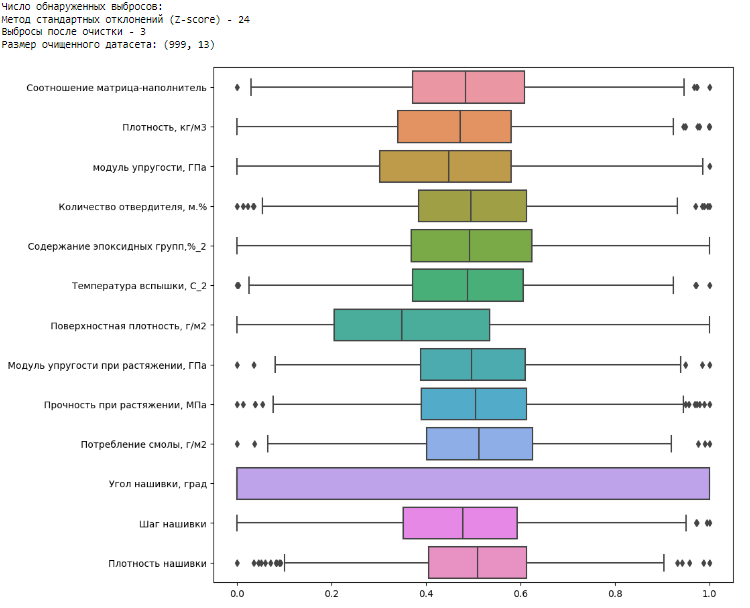 Число обнаруженных выбросов:
Метод стандартных отклонений (Z-score) - 24
Выбросы после очистки - 3
Размер очищенного датасета: (999, 13)
Соотношение матрица-наполнитель
Плотность, кг/м3
модуль упругости, ГПа
Количество отвердителя, м.%
Содержание эпоксидных групп,%_2
Температура вспышки, С_2
Поверхностная плотность, г/м2
Модуль упругости при растяжении, ГПа
Прочность при растяжении, МПа
Потребление смолы, г/м2
Угол нашивки, град
Шаг нашивки
Плотность нашивки
0.0 0.2 0.4 0.6 0.8 1.0